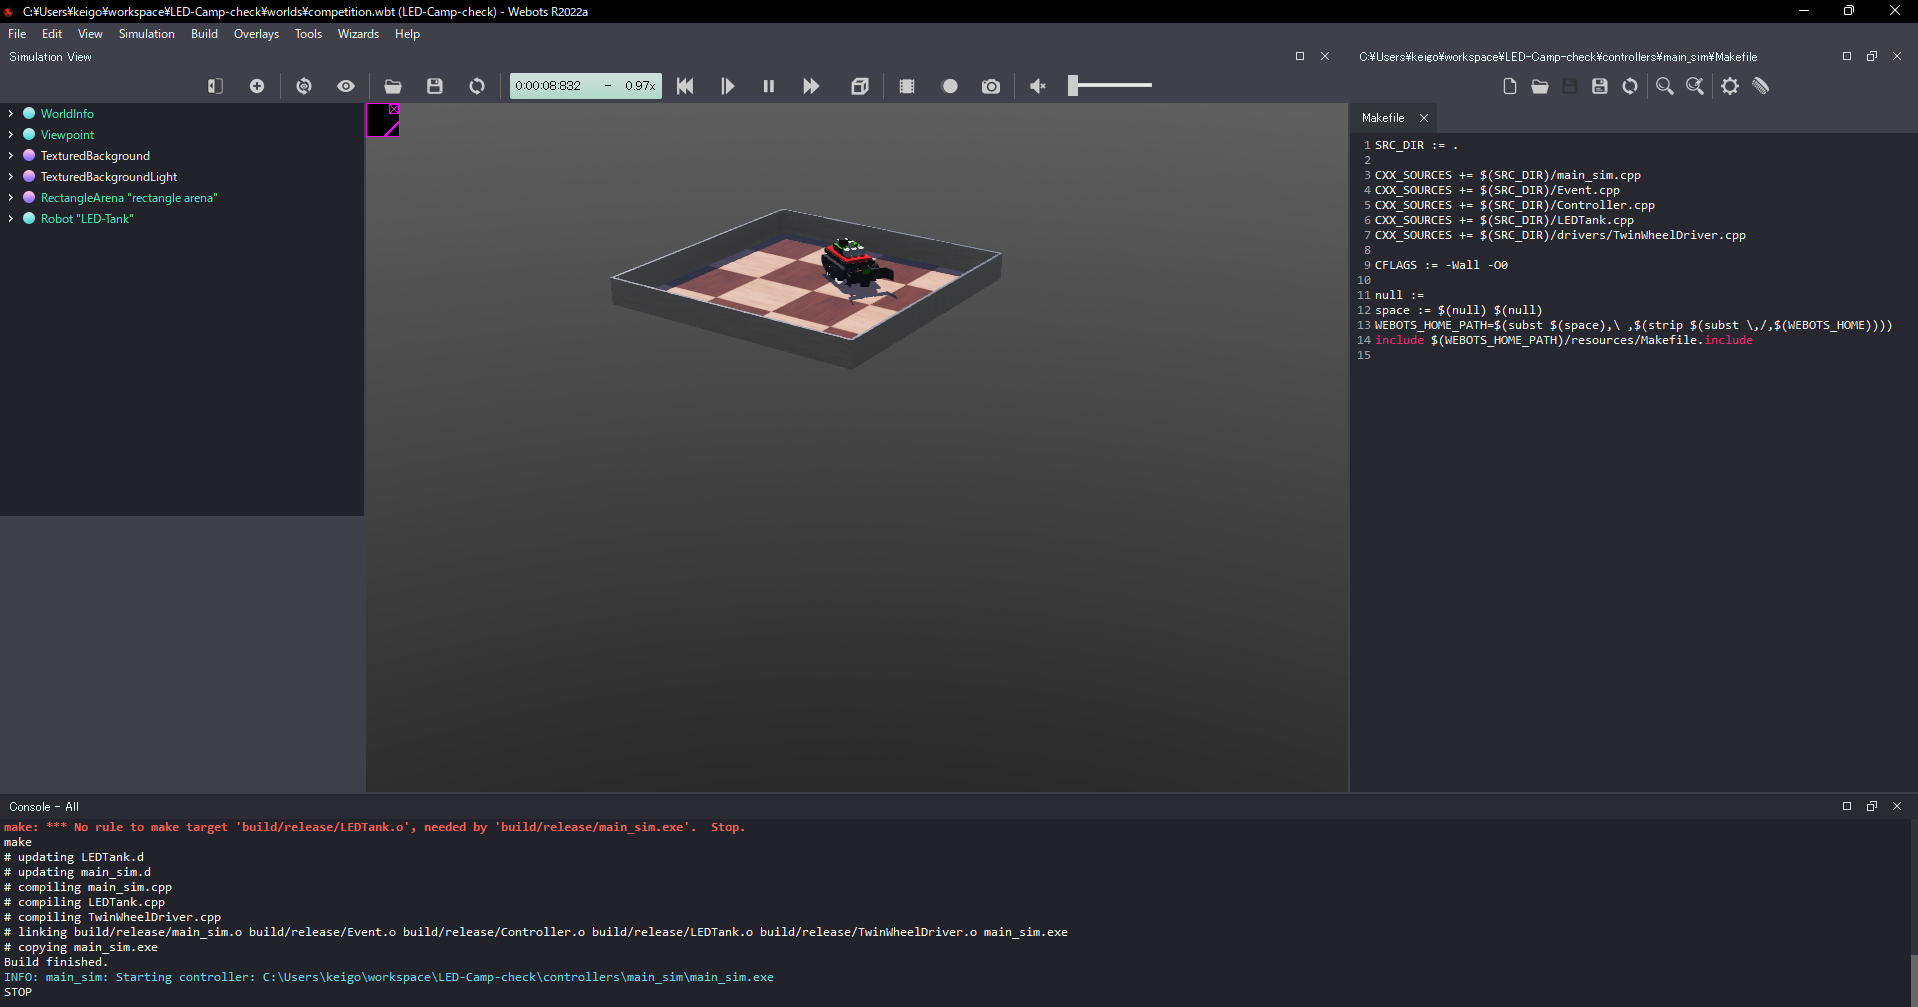 C:¥Users¥keigo¥workspace¥LED-Camp-check¥worlds¥competition.wbt (LED-Camp-check) - Webots R2022a
File Edit View Simulation Build Overlays Tools Wizards Help
Simulation View
0:00:08:832 - 0.97x
WorldInfo
Viewpoint
TexturedBackground
TexturedBackgroundLight
RectangleArena "rectangle arena"
Robot "LED-Tank"
C:¥Users¥keigo¥workspace¥LED-Camp-check¥controllers¥main_sim¥Makefile
Makefile
1 SRC_DIR := .
2
3 CXX_SOURCES += $(SRC_DIR)/main_sim.cpp
4 CXX_SOURCES += $(SRC_DIR)/Event.cpp
5 CXX_SOURCES += $(SRC_DIR)/Controller.cpp
6 CXX_SOURCES += $(SRC_DIR)/LEDTank.cpp
7 CXX_SOURCES += $(SRC_DIR)/drivers/TwinWheelDriver.cpp
8
9 CFLAGS := -Wall -O0
10
11 null :=
12 space := $(null) $(null)
13 WEBOTS_HOME_PATH=$(subst $(space),\ ,$(strip $(subst \,/,$(WEBOTS_HOME))))
14 include $(WEBOTS_HOME_PATH)/resources/Makefile.include
15
Console - All
make: *** No rule to make target 'build/release/LEDTank.o', needed by 'build/release/main_sim.exe'.  Stop.
make
# updating LEDTank.d
# updating main_sim.d
# compiling main_sim.cpp
# compiling LEDTank.cpp
# compiling TwinWheelDriver.cpp
# linking build/release/main_sim.o build/release/Event.o build/release/Controller.o build/release/LEDTank.o build/release/TwinWheelDriver.o main_sim.exe
# copying main_sim.exe
Build finished.
INFO: main_sim: Starting controller: C:\Users\keigo\workspace\LED-Camp-check\controllers\main_sim\main_sim.exe
STOP